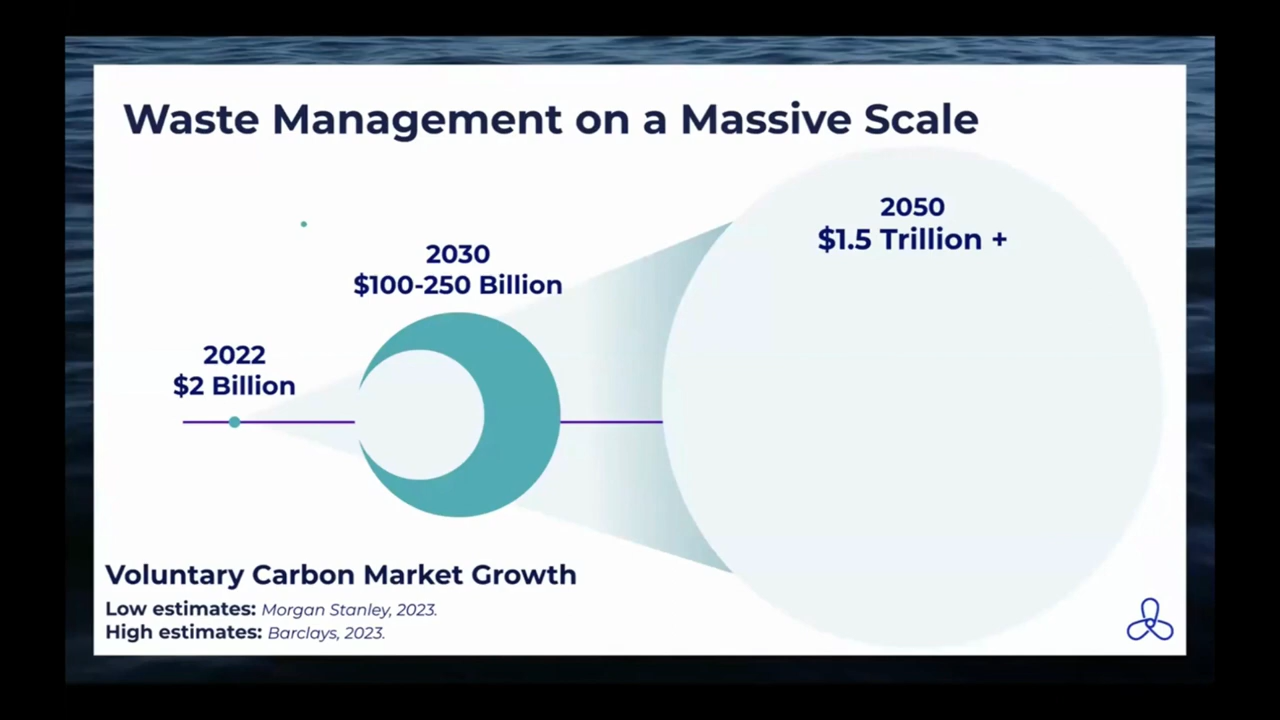 Waste Management on a Massive Scale
2022
$2 Billion
2030
$100-250 Billion
2050
$1.5 Trillion +
Voluntary Carbon Market Growth
Low estimates: Morgan Stanley, 2023.
High estimates: Barclays, 2023.